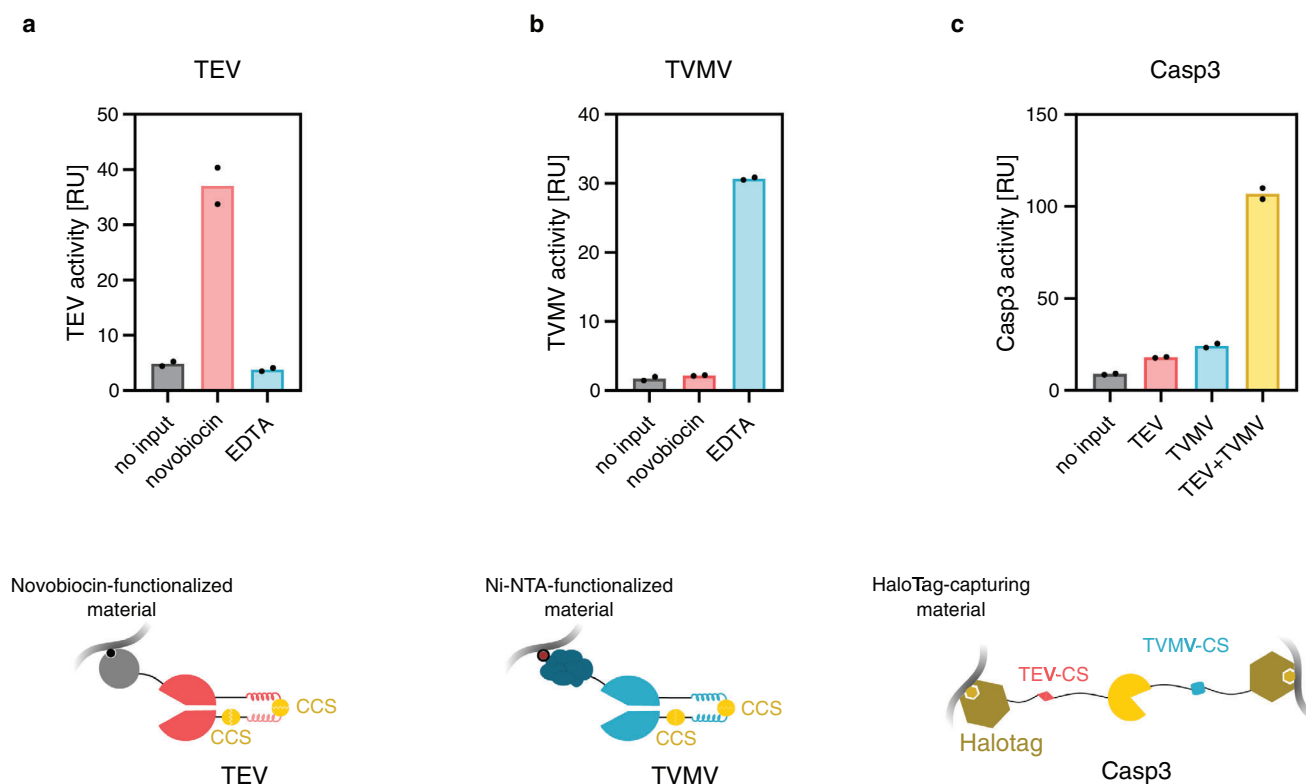 a
TEV
TEV activity [RU]
50
40
30
20
10
0
no input
novobiocin
EDTA
Novobiocin-functionalized
material
CCS
CCS
TEV
b
TVMV
TVMV activity [RU]
40
30
20
10
0
no input
novobiocin
EDTA
Ni-NTA-functionalized
material
CCS
CCS
TVMV
c
Casp3
Casp3 activity [RU]
150
100
50
0
no input
TEV
TVMV
TEV+TVMV
HaloTag-capturing
material
TVMV-CS
TEV-CS
Halotag
Casp3